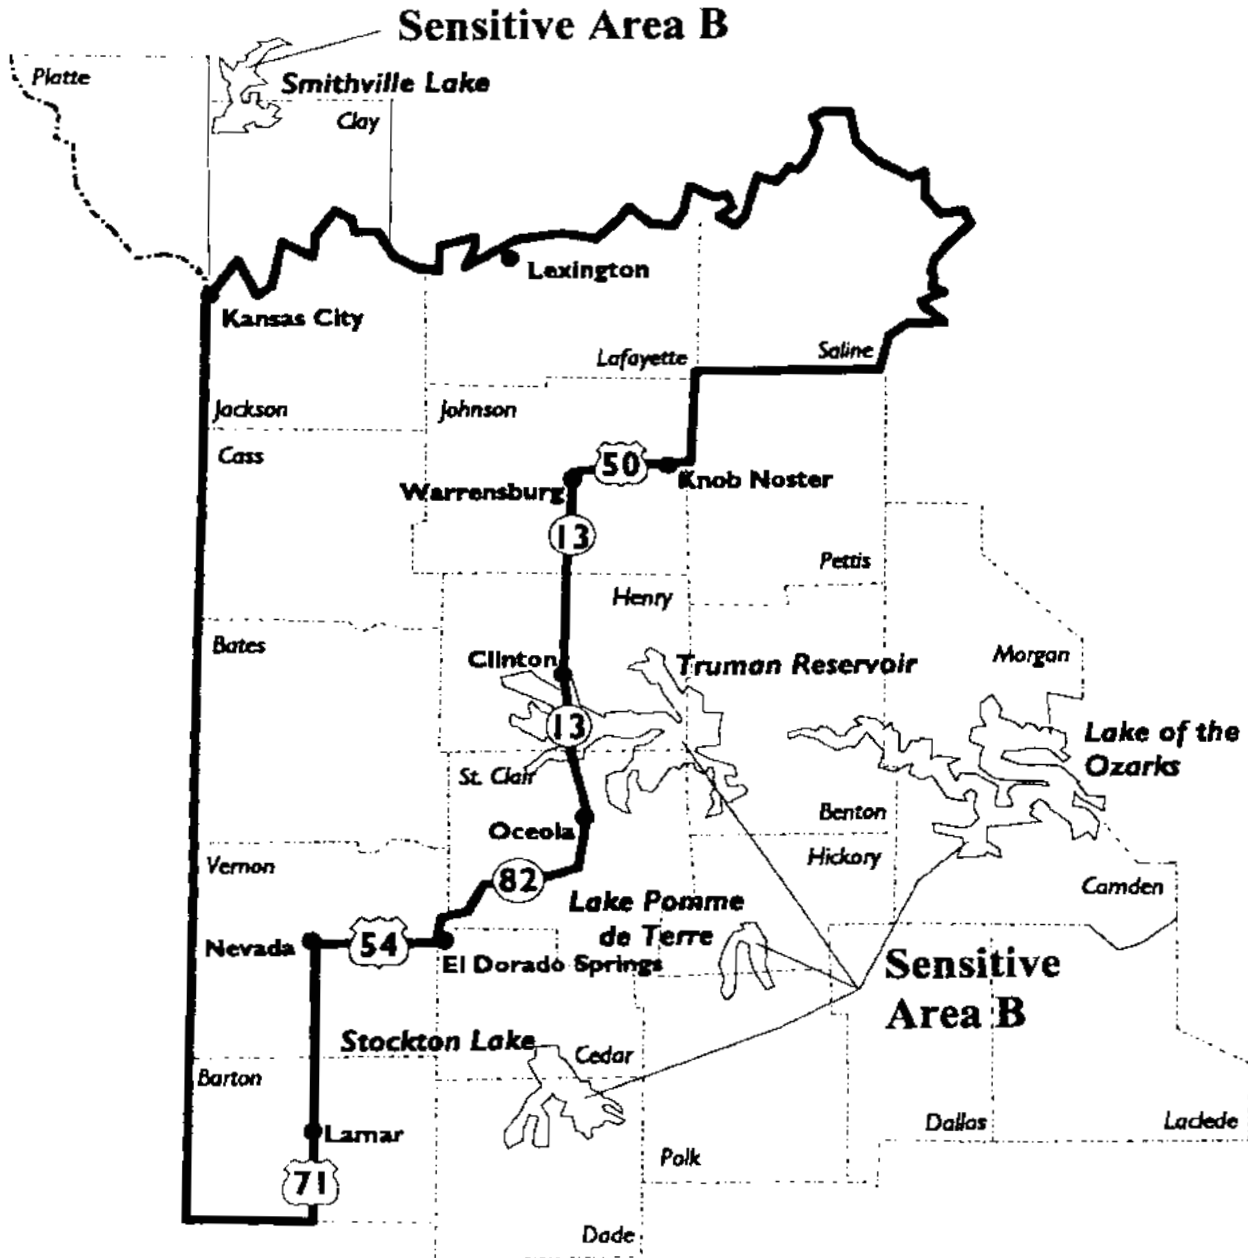 Sensitive Area B
Platte
Smithville Lake
Clay
Lexington
Kansas City
Lafayette
Saline
Jackson
Johnson
Cass
50
Warrensburg
Knob Noster
13
Pettis
Henry
Bates
Clinton
Truman Reservoir
Morgan
13
Lake of the
Ozarks
St. Clair
Oceola
Benton
Hickory
Vernon
82
Camden
Lake Pomme
de Terre
Nevada
54
El Dorado Springs
Sensitive
Area B
Stockton Lake
Cedar
Barton
Lamar
Dallas
Laclede
Polk
71
Dade